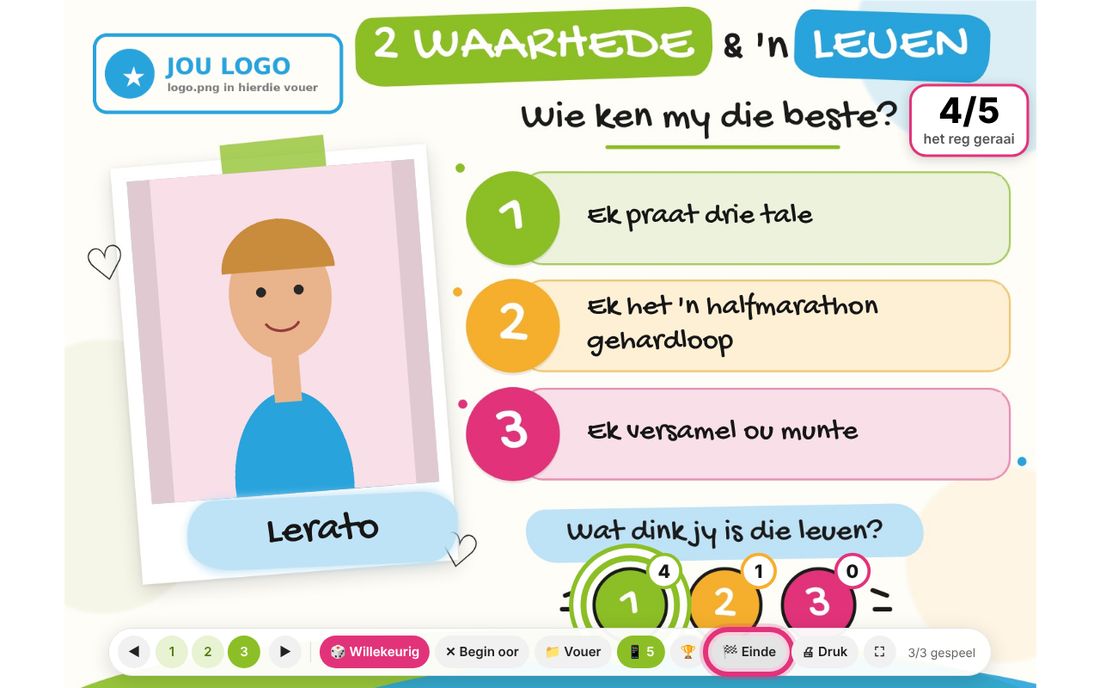 JOU LOGO
logo.png in hierdie vouer
2 WAARHEDE & 'n LEUEN
Wie ken my die beste?
4/5
het reg geraai
1
Ek praat drie tale
2
Ek het 'n halfmarathon
gehardloop
3
Ek versamel ou munte
Lerato
Wat dink jy is die leuen?
4 1 0
1 2 3
◀ 1 2 3 ▶ 🎲 Willekeurig ✕ Begin oor 📁 Vouer 📱 5 🏆 🏁 Einde 🖨 Druk ⛶ 3/3 gespeel